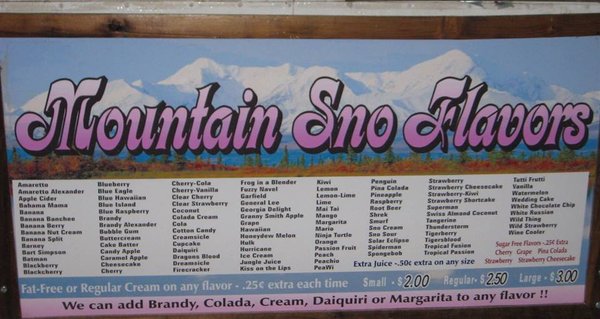 Mountain Sno Flavors
Amaretto
Amaretto Alexander
Apple Cider
Bahama Mama
Banana
Banana Banchee
Banana Berry
Banana Nut Cream
Banana Split
Barney
Bart Simpson
Batman
Blackberry
Blackcherry
Blueberry
Blue Eagle
Blue Hawaiian
Blue Island
Blue Raspberry
Brandy
Brandy Alexander
Bubble Gum
Buttercream
Cake Batter
Candy Apple
Caramel Apple
Cheesecake
Cherry
Cherry-Cola
Cherry-Vanilla
Clear Cherry
Clear Strawberry
Coconut
Colada Cream
Cola
Cotton Candy
Creamsicle
Cupcake
Daiquiri
Dragons Blood
Dreamsicle
Firecracker
Frog in a Blender
Fuzzy Navel
Garfield
General Lee
Georgia Delight
Granny Smith Apple
Grape
Hawaiian
Honeydew Melon
Hulk
Hurricane
Ice Cream
Jungle Juice
Kiss on the Lips
Kiwi
Lemon
Lemon-Lime
Lime
Mai Tai
Mango
Margarita
Mario
Ninja Turtle
Orange
Passion Fruit
Peach
Peachio
PeaWi
Penguin
Pina Colada
Pineapple
Raspberry
Root Beer
Shrek
Smurf
Sno Cream
Sno Sour
Solar Eclipse
Spiderman
Spongebob
Strawberry
Strawberry Cheesecake
Strawberry-Kiwi
Strawberry Shortcake
Superman
Swiss Almond Coconut
Tangerine
Thunderstorm
Tigerberry
Tigersblood
Tropical Fusion
Tropical Passion
Tutti Frutti
Vanilla
Watermelon
Wedding Cake
White Chocolate Chip
White Russian
Wild Thing
Wild Strawberry
Wine Cooler
Sugar Free Flavors -.25¢ Extra
Cherry Grape Pina Colada
Strawberry Strawberry Cheesecake
Extra Juice -.50¢ extra on any size
Fat-Free or Regular Cream on any flavor - .25¢ extra each time Small - $2.00 Regular- $2.50 Large - $3.00
We can add Brandy, Colada, Cream, Daiquiri or Margarita to any flavor !!